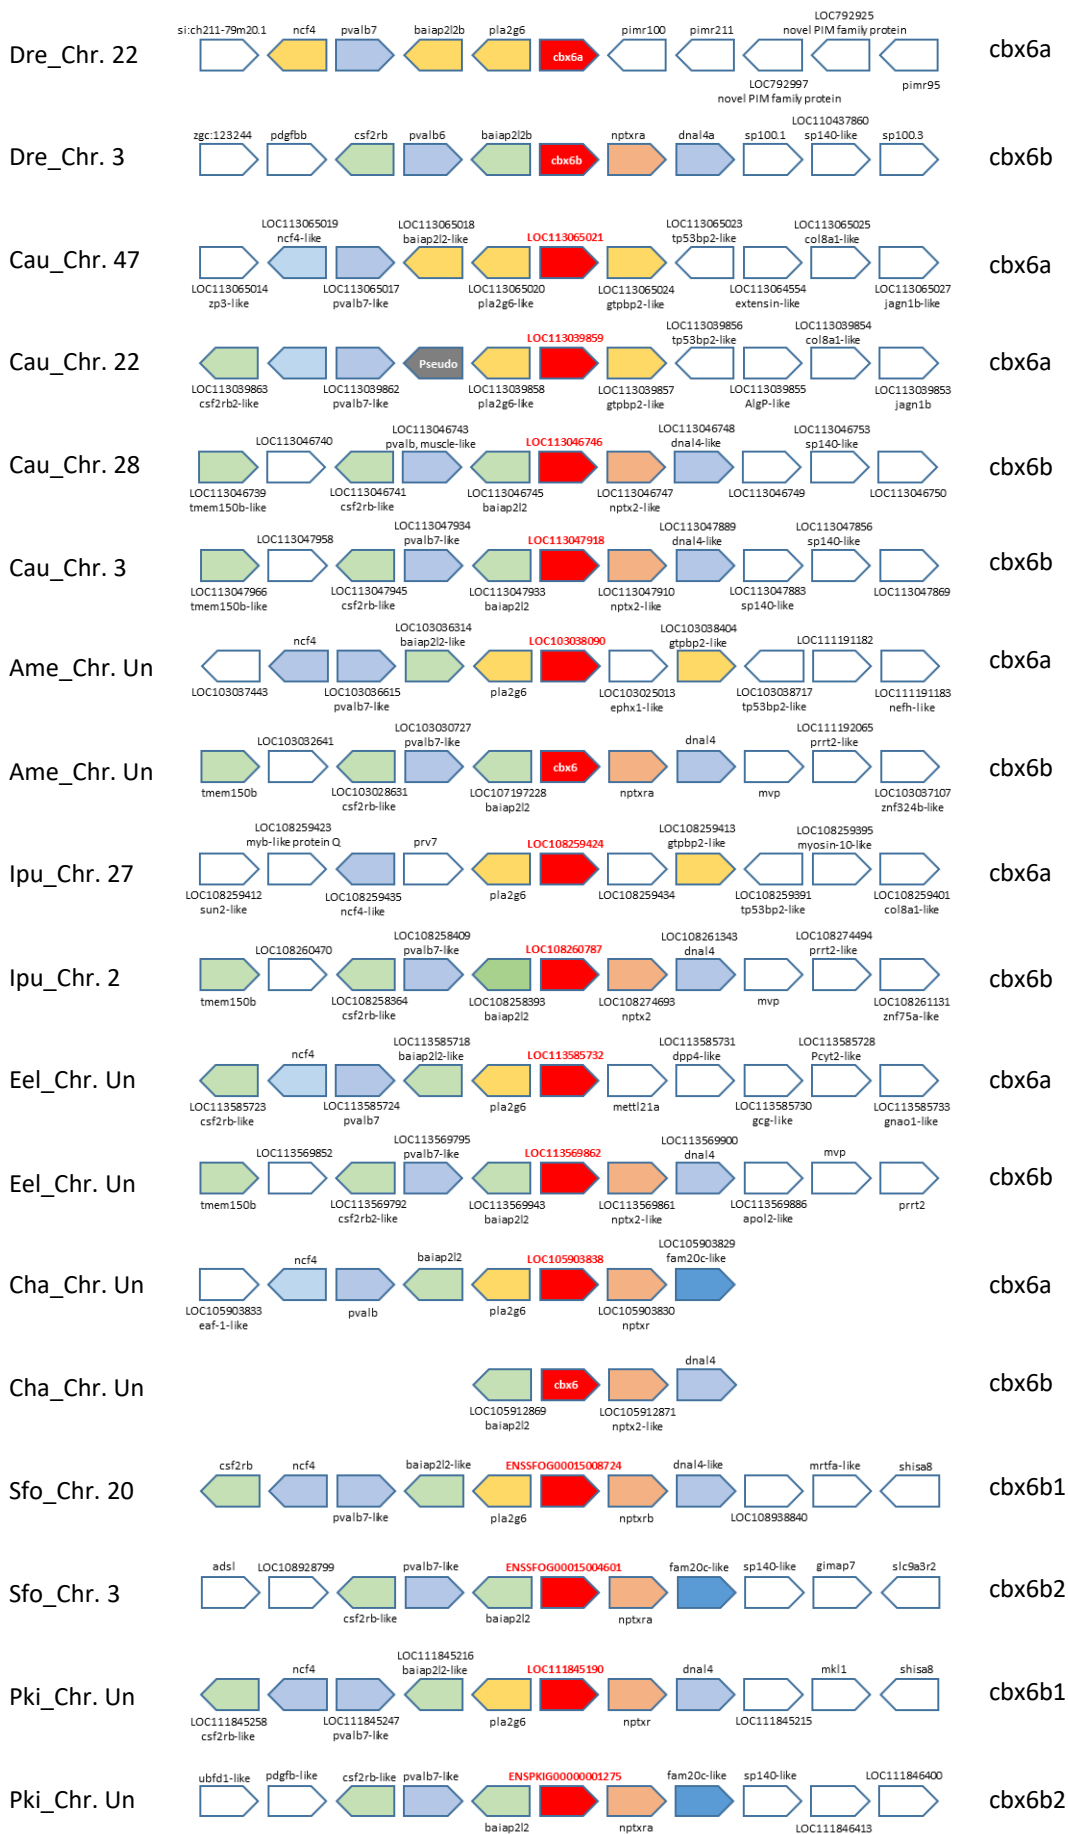 LOC792925
si:ch211-79m20.1 ncf4 pvalb7 baiap2l2b pla2g6 pimr100 pimr211 novel PIM family protein
Dre_Chr. 22 cbx6a cbx6a
LOC792997 pimr95
novel PIM family protein
LOC110437860
zgc:123244 pdgfbb csf2rb pvalb6 baiap2l2b nptxra dnal4a sp100.1 sp140-like sp100.3
Dre_Chr. 3 cbx6b cbx6b
LOC113065019 LOC113065018 LOC113065021 LOC113065023 LOC113065025
ncf4-like baiap2l2-like tp53bp2-like col8a1-like
Cau_Chr. 47 cbx6a
LOC113065014 LOC113065017 LOC113065020 LOC113065024 LOC113064554 LOC113065027
zp3-like pvalb7-like pla2g6-like gtpbp2-like extensin-like jagn1b-like
LOC113039859 LOC113039856 LOC113039854
tp53bp2-like col8a1-like
Cau_Chr. 22 Pseudo cbx6a
LOC113039863 LOC113039862 LOC113039858 LOC113039857 LOC113039855 LOC113039853
csf2rb2-like pvalb7-like pla2g6-like gtpbp2-like AlgP-like jagn1b
LOC113046740 LOC113046743 LOC113046746 LOC113046748 LOC113046753
pvalb, muscle-like dnal4-like sp140-like
Cau_Chr. 28 cbx6b
LOC113046739 LOC113046741 LOC113046745 LOC113046747 LOC113046749 LOC113046750
tmem150b-like csf2rb-like baiap2l2 nptx2-like
LOC113047958 LOC113047934 LOC113047918 LOC113047889 LOC113047856
pvalb7-like dnal4-like sp140-like
Cau_Chr. 3 cbx6b
LOC113047966 LOC113047945 LOC113047933 LOC113047910 LOC113047883 LOC113047869
tmem150b-like csf2rb-like baiap2l2 nptx2-like sp140-like
ncf4 LOC103036314 LOC103038090 LOC103038404 LOC111191182
baiap2l2-like gtpbp2-like
Ame_Chr. Un cbx6a
LOC103037443 LOC103036615 pla2g6 LOC103025013 LOC103038717 LOC111191183
pvalb7-like ephx1-like tp53bp2-like nefh-like
LOC103032641 LOC103030727 dnal4 LOC111192065
pvalb7-like prrt2-like
Ame_Chr. Un cbx6 cbx6b
tmem150b LOC103028631 LOC107197228 nptxra mvp LOC103037107
csf2rb-like baiap2l2 znf324b-like
LOC108259423 prv7 LOC108259424 LOC108259413 LOC108259395
myb-like protein Q gtpbp2-like myosin-10-like
Ipu_Chr. 27 cbx6a
LOC108259412 LOC108259435 pla2g6 LOC108259434 LOC108259391 LOC108259401
sun2-like ncf4-like tp53bp2-like col8a1-like
LOC108260470 LOC108258409 LOC108260787 LOC108261343 LOC108274494
pvalb7-like dnal4 prrt2-like
Ipu_Chr. 2 cbx6b
tmem150b LOC108258364 LOC108258393 LOC108274693 mvp LOC108261131
csf2rb-like baiap2l2 nptx2 znf75a-like
ncf4 LOC113585718 LOC113585732 LOC113585731 LOC113585728
baiap2l2-like dpp4-like Pcyt2-like
Eel_Chr. Un cbx6a
LOC113585723 LOC113585724 pla2g6 mettl21a LOC113585730 LOC113585733
csf2rb-like pvalb7 gcg-like gnao1-like
LOC113569852 LOC113569795 LOC113569862 LOC113569900 mvp
pvalb7-like dnal4
Eel_Chr. Un cbx6b
tmem150b LOC113569792 LOC113569943 LOC113569861 LOC113569886 prrt2
csf2rb2-like baiap2l2 nptx2-like apol2-like
ncf4 baiap2l2 LOC105903838 LOC105903829
fam20c-like
Cha_Chr. Un cbx6a
LOC105903833 pvalb pla2g6 LOC105903830
eaf-1-like nptxr
dnal4
Cha_Chr. Un cbx6 cbx6b
LOC105912869 LOC105912871
baiap2l2 nptx2-like
csf2rb ncf4 baiap2l2-like ENSSFOG00015008724 dnal4-like mrtfa-like shisa8
Sfo_Chr. 20 cbx6b1
pvalb7-like pla2g6 nptxrb LOC108938840
adsl LOC108928799 pvalb7-like ENSSFOG00015004601 fam20c-like sp140-like gimap7 slc9a3r2
Sfo_Chr. 3 cbx6b2
csf2rb-like baiap2l2 nptxra
ncf4 LOC111845216 LOC111845190 dnal4 mkl1 shisa8
baiap2l2-like
Pki_Chr. Un cbx6b1
LOC111845258 LOC111845247 pla2g6 nptxr LOC111845215
csf2rb-like pvalb7-like
ubfd1-like pdgfb-like csf2rb-like pvalb7-like ENSPKIG00000001275 fam20c-like sp140-like LOC111846400
Pki_Chr. Un cbx6b2
baiap2l2 nptxra LOC111846413